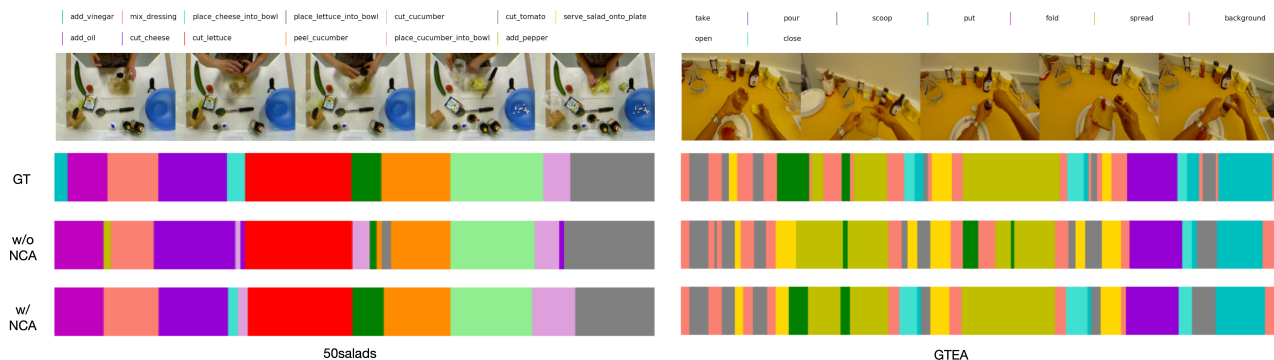 add_vinegar mix_dressing place_cheese_into_bowl place_lettuce_into_bowl cut_cucumber cut_tomato serve_salad_onto_plate
add_oil cut_cheese cut_lettuce peel_cucumber place_cucumber_into_bowl add_pepper
take pour scoop put fold spread background
open close
GT
w/o
NCA
w/
NCA
50salads
GTEA